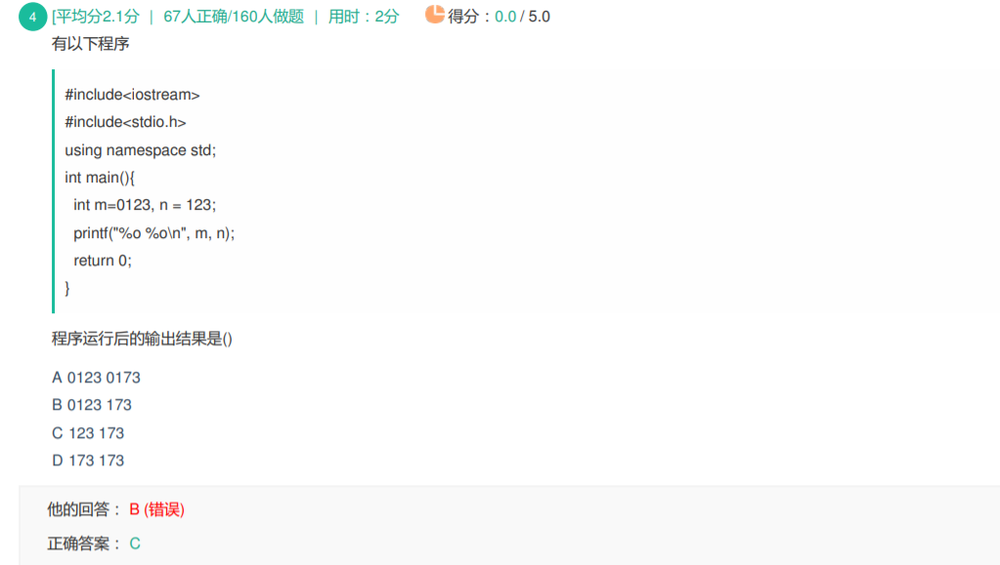 4 [平均分2.1分 | 67人正确/160人做题 | 用时：2分 得分：0.0 / 5.0
有以下程序
#include<iostream>
#include<stdio.h>
using namespace std;
int main(){
int m=0123, n = 123;
printf("%o %o\n", m, n);
return 0;
}
程序运行后的输出结果是()
A 0123 0173
B 0123 173
C 123 173
D 173 173
他的回答： B (错误)
正确答案： C